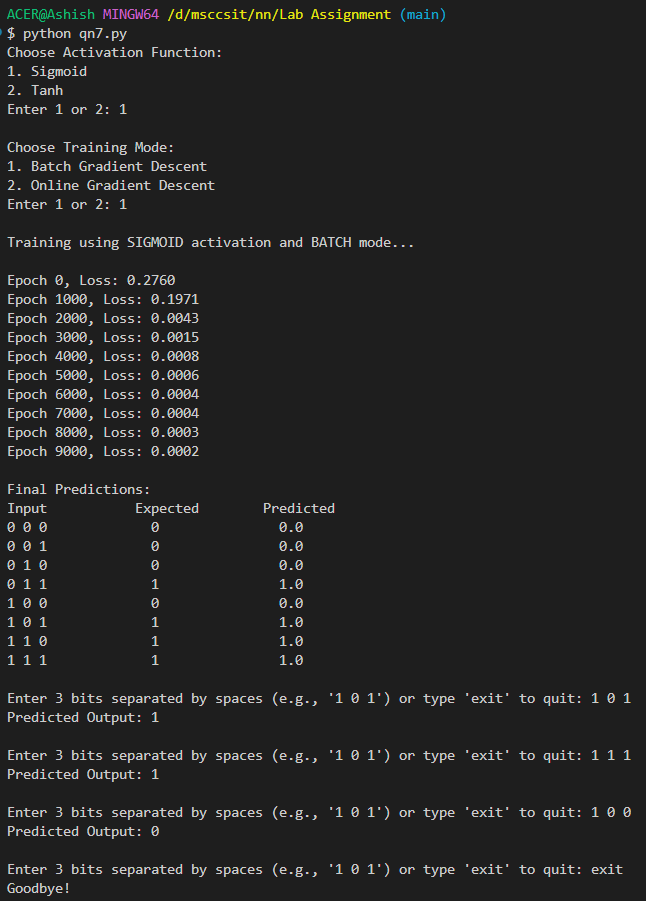 ACER@Ashish MINGW64 /d/msccsit/nn/Lab Assignment (main)
$ python qn7.py
Choose Activation Function:
1. Sigmoid
2. Tanh
Enter 1 or 2: 1

Choose Training Mode:
1. Batch Gradient Descent
2. Online Gradient Descent
Enter 1 or 2: 1

Training using SIGMOID activation and BATCH mode...

Epoch 0, Loss: 0.2760
Epoch 1000, Loss: 0.1971
Epoch 2000, Loss: 0.0043
Epoch 3000, Loss: 0.0015
Epoch 4000, Loss: 0.0008
Epoch 5000, Loss: 0.0006
Epoch 6000, Loss: 0.0004
Epoch 7000, Loss: 0.0004
Epoch 8000, Loss: 0.0003
Epoch 9000, Loss: 0.0002

Final Predictions:
Input           Expected        Predicted
0 0 0             0               0.0
0 0 1             0               0.0
0 1 0             0               0.0
0 1 1             1               1.0
1 0 0             0               0.0
1 0 1             1               1.0
1 1 0             1               1.0
1 1 1             1               1.0

Enter 3 bits separated by spaces (e.g., '1 0 1') or type 'exit' to quit: 1 0 1
Predicted Output: 1

Enter 3 bits separated by spaces (e.g., '1 0 1') or type 'exit' to quit: 1 1 1
Predicted Output: 1

Enter 3 bits separated by spaces (e.g., '1 0 1') or type 'exit' to quit: 1 0 0
Predicted Output: 0

Enter 3 bits separated by spaces (e.g., '1 0 1') or type 'exit' to quit: exit
Goodbye!